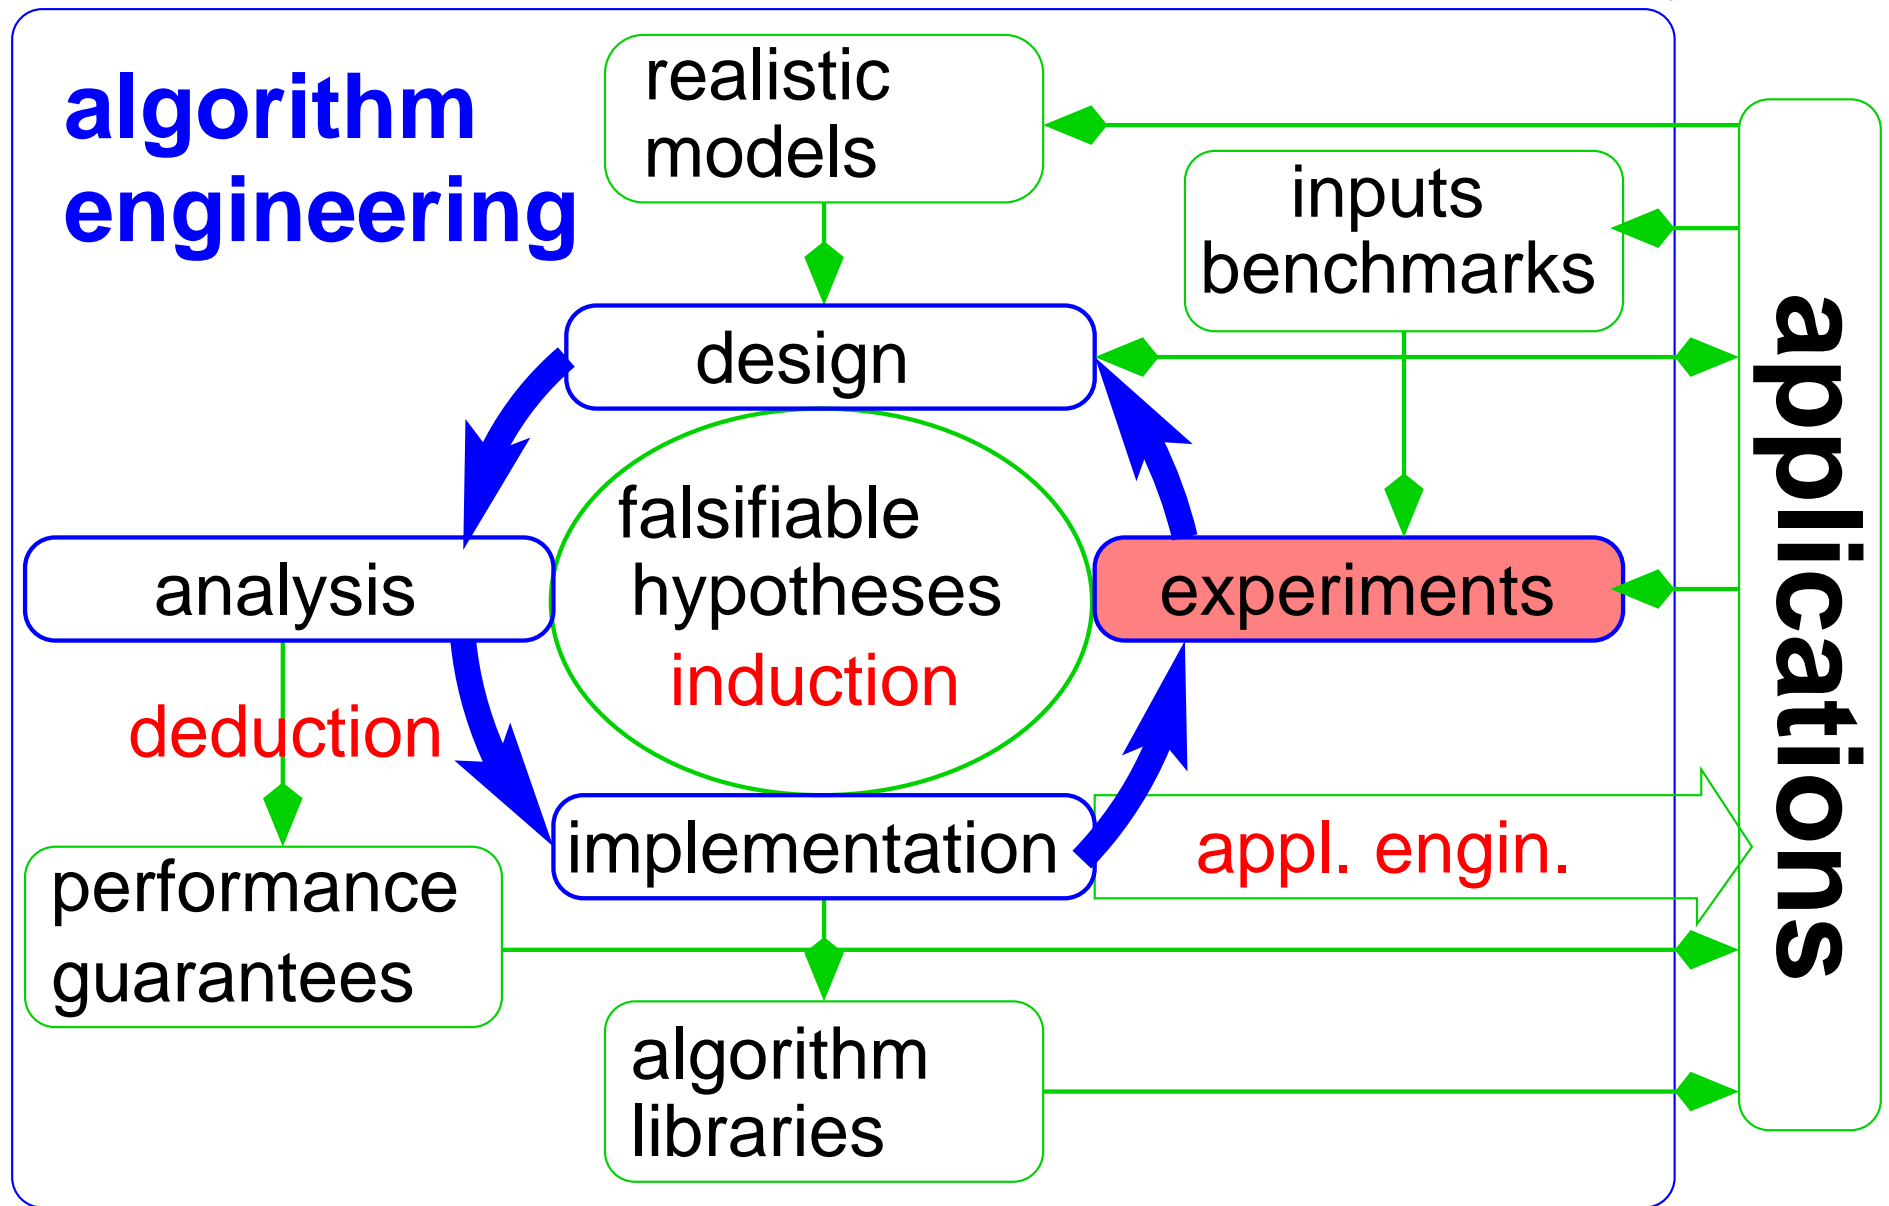 algorithm
engineering
realistic
models
inputs
benchmarks
design
falsifiable
hypotheses
induction
analysis
experiments
deduction
implementation
appl. engin.
performance
guarantees
algorithm
libraries
applications